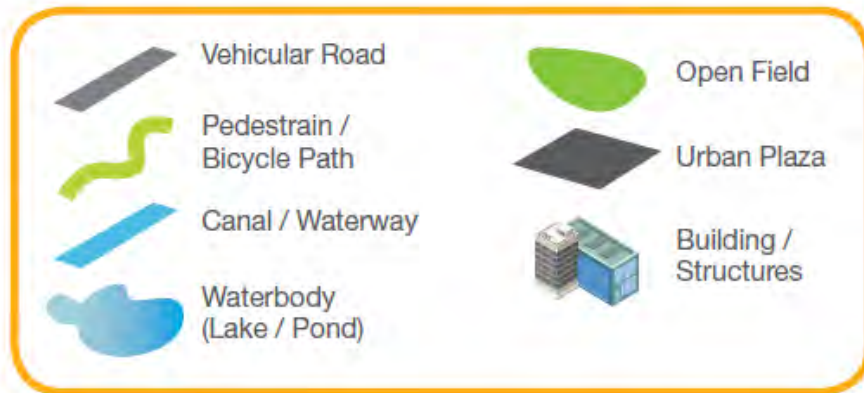 Vehicular Road
Pedestrain /
Bicycle Path
Canal / Waterway
Waterbody
(Lake / Pond)
Open Field
Urban Plaza
Building /
Structures